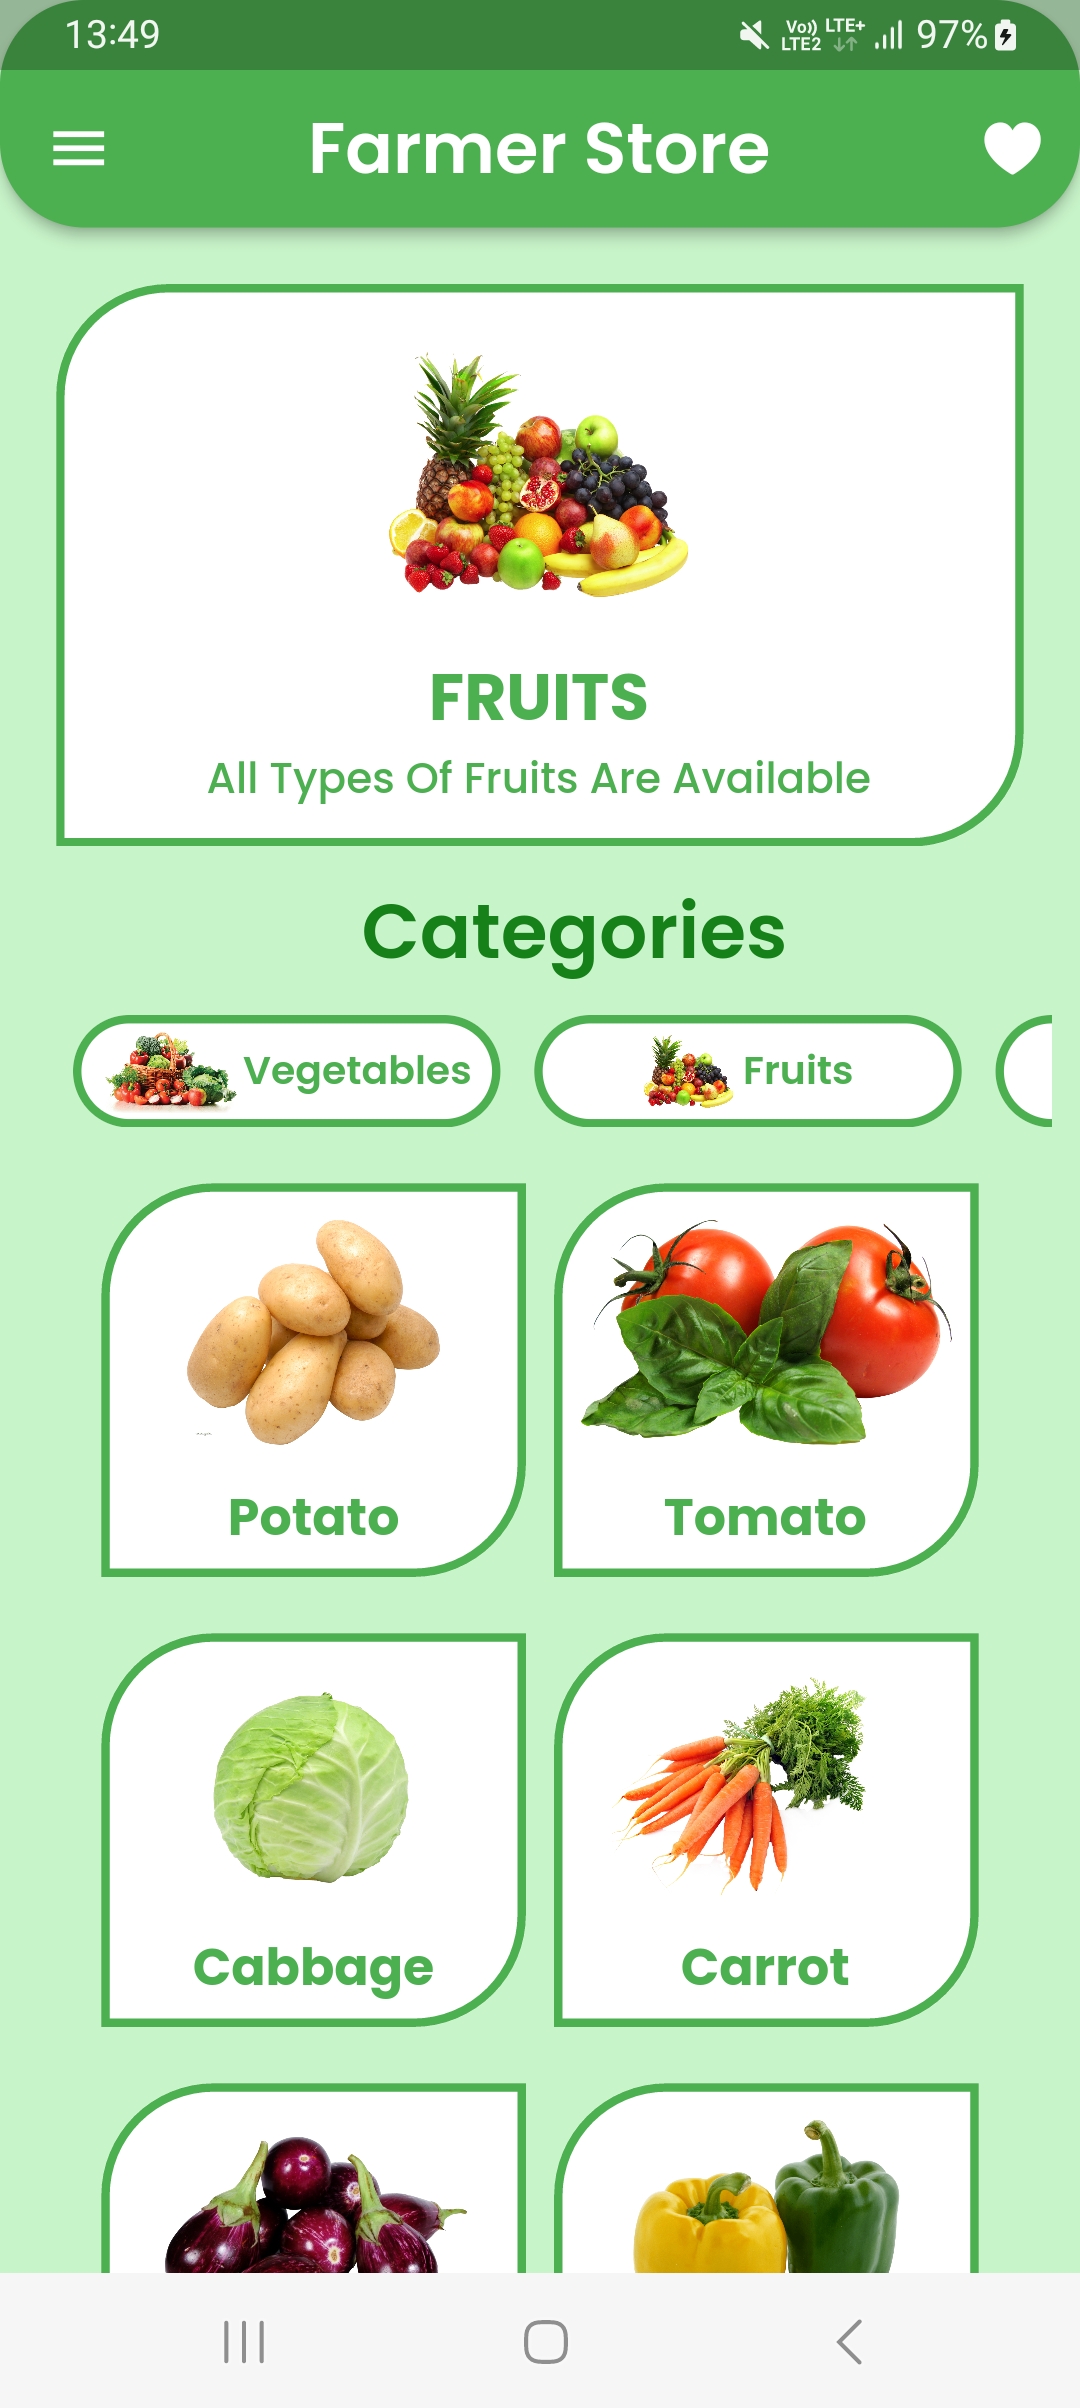 13:49
Vo)) LTE+
LTE2
97%
Farmer Store
FRUITS
All Types Of Fruits Are Available
Categories
Vegetables
Fruits
Potato
Tomato
Cabbage
Carrot